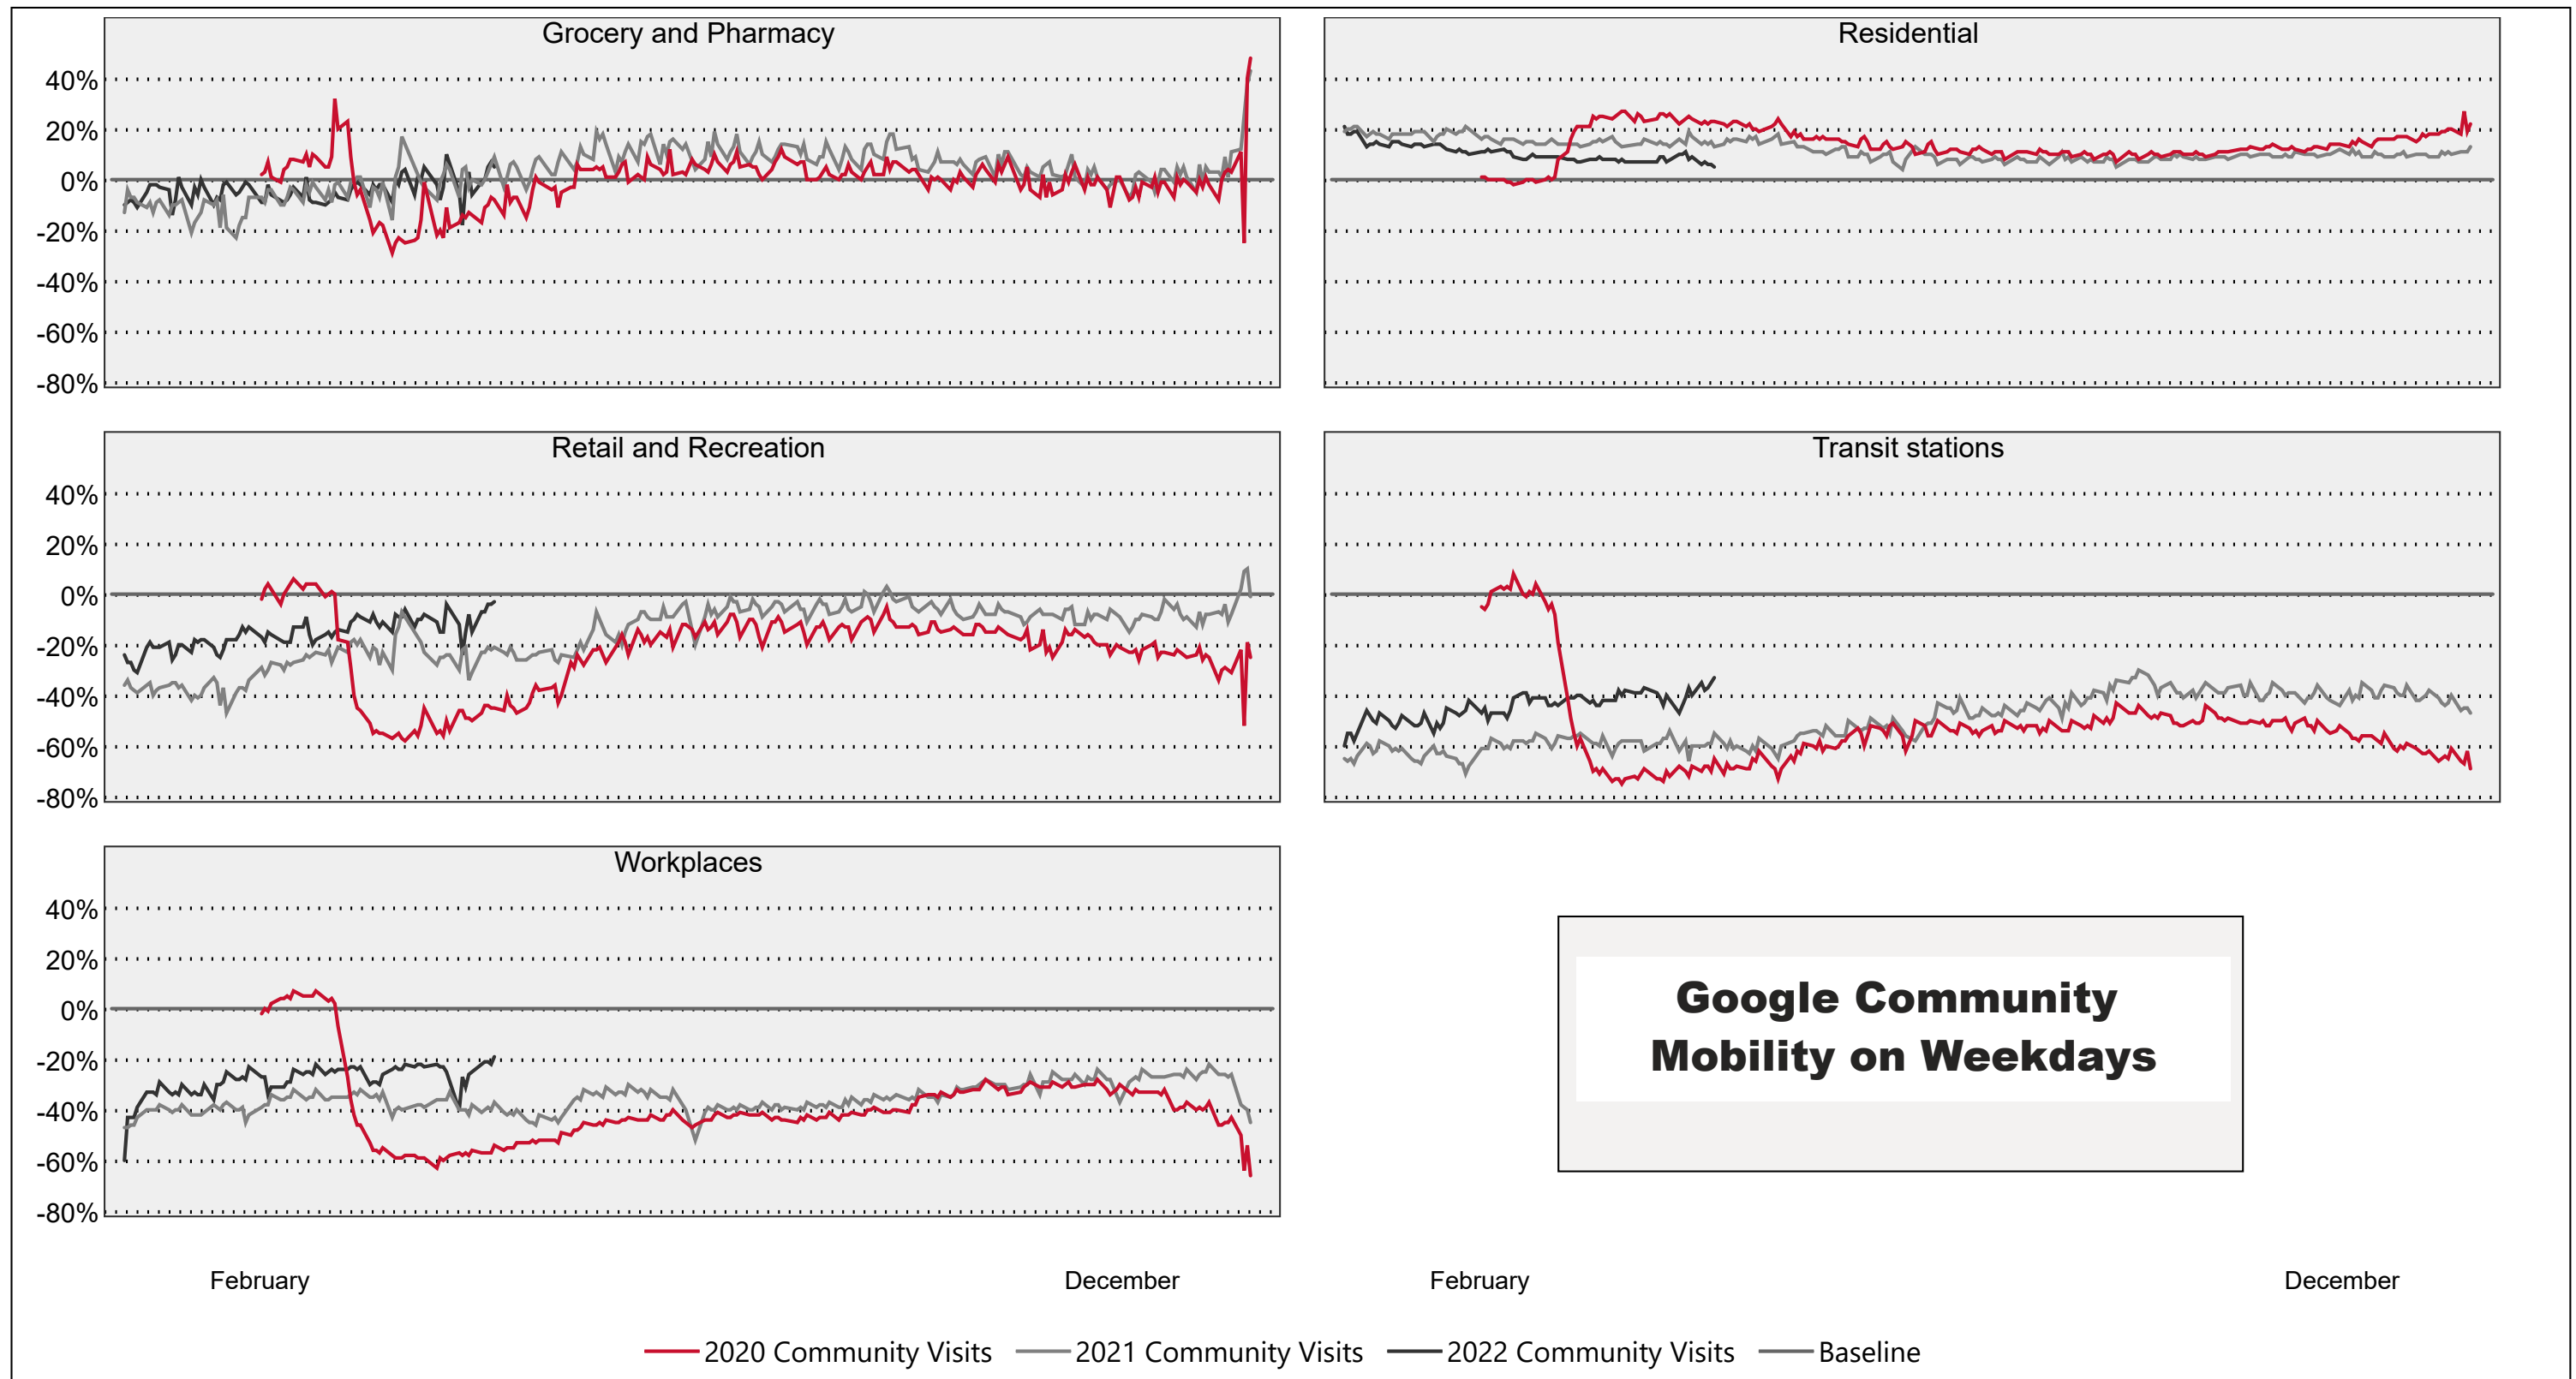 Grocery and Pharmacy
40%
20%
0%
-20%
-40%
-60%
-80%
Residential
Retail and Recreation
40%
20%
0%
-20%
-40%
-60%
-80%
Transit stations
Workplaces
40%
20%
0%
-20%
-40%
-60%
-80%
Google Community
Mobility on Weekdays
February December February December
2020 Community Visits 2021 Community Visits 2022 Community Visits Baseline